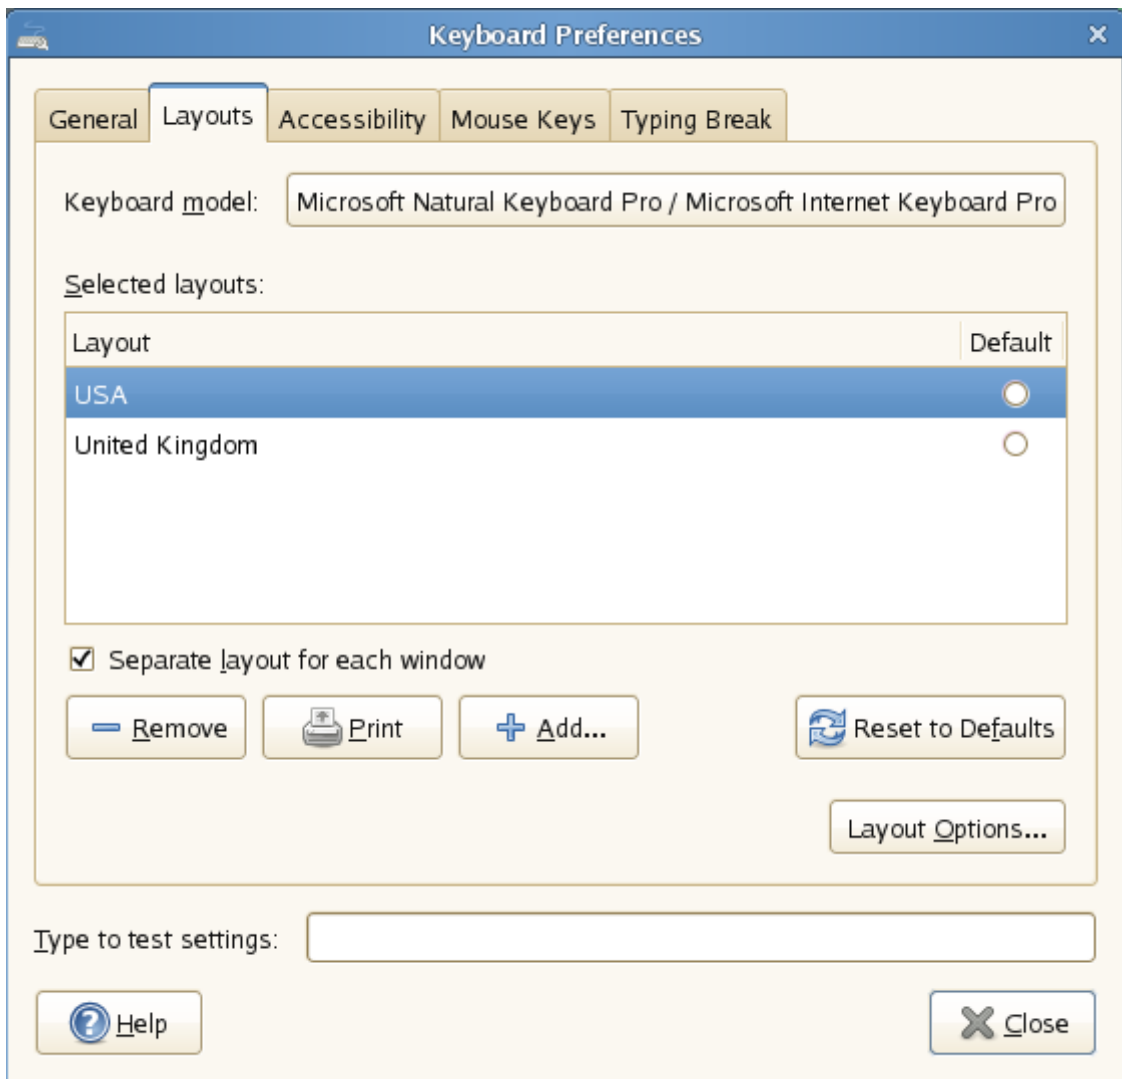 Keyboard Preferences
General Layouts Accessibility Mouse Keys Typing Break
Keyboard model: Microsoft Natural Keyboard Pro / Microsoft Internet Keyboard Pro
Selected layouts:
Layout Default
USA
United Kingdom
Separate layout for each window
Remove Print Add... Reset to Defaults
Layout Options...
Type to test settings:
Help Close